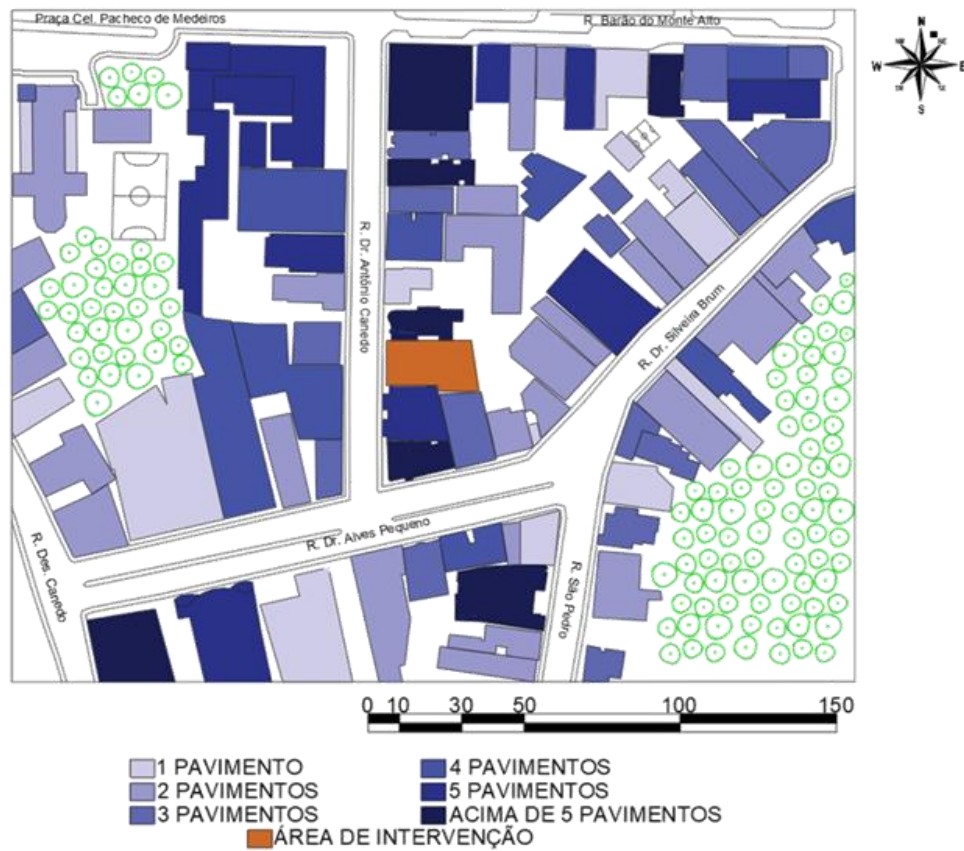 Praça Cel. Pacheco de Medeiros
R. Barão do Monte Alto
N
W
E
S
R. Dr. Antônio Canedo
R. Dr. Silveira Brum
R. Dr. Alves Pequeno
R. Des. Canedo
R. São Pedro
0 10 30 50 100 150
1 PAVIMENTO
4 PAVIMENTOS
2 PAVIMENTOS
5 PAVIMENTOS
3 PAVIMENTOS
ACIMA DE 5 PAVIMENTOS
ÁREA DE INTERVENÇÃO